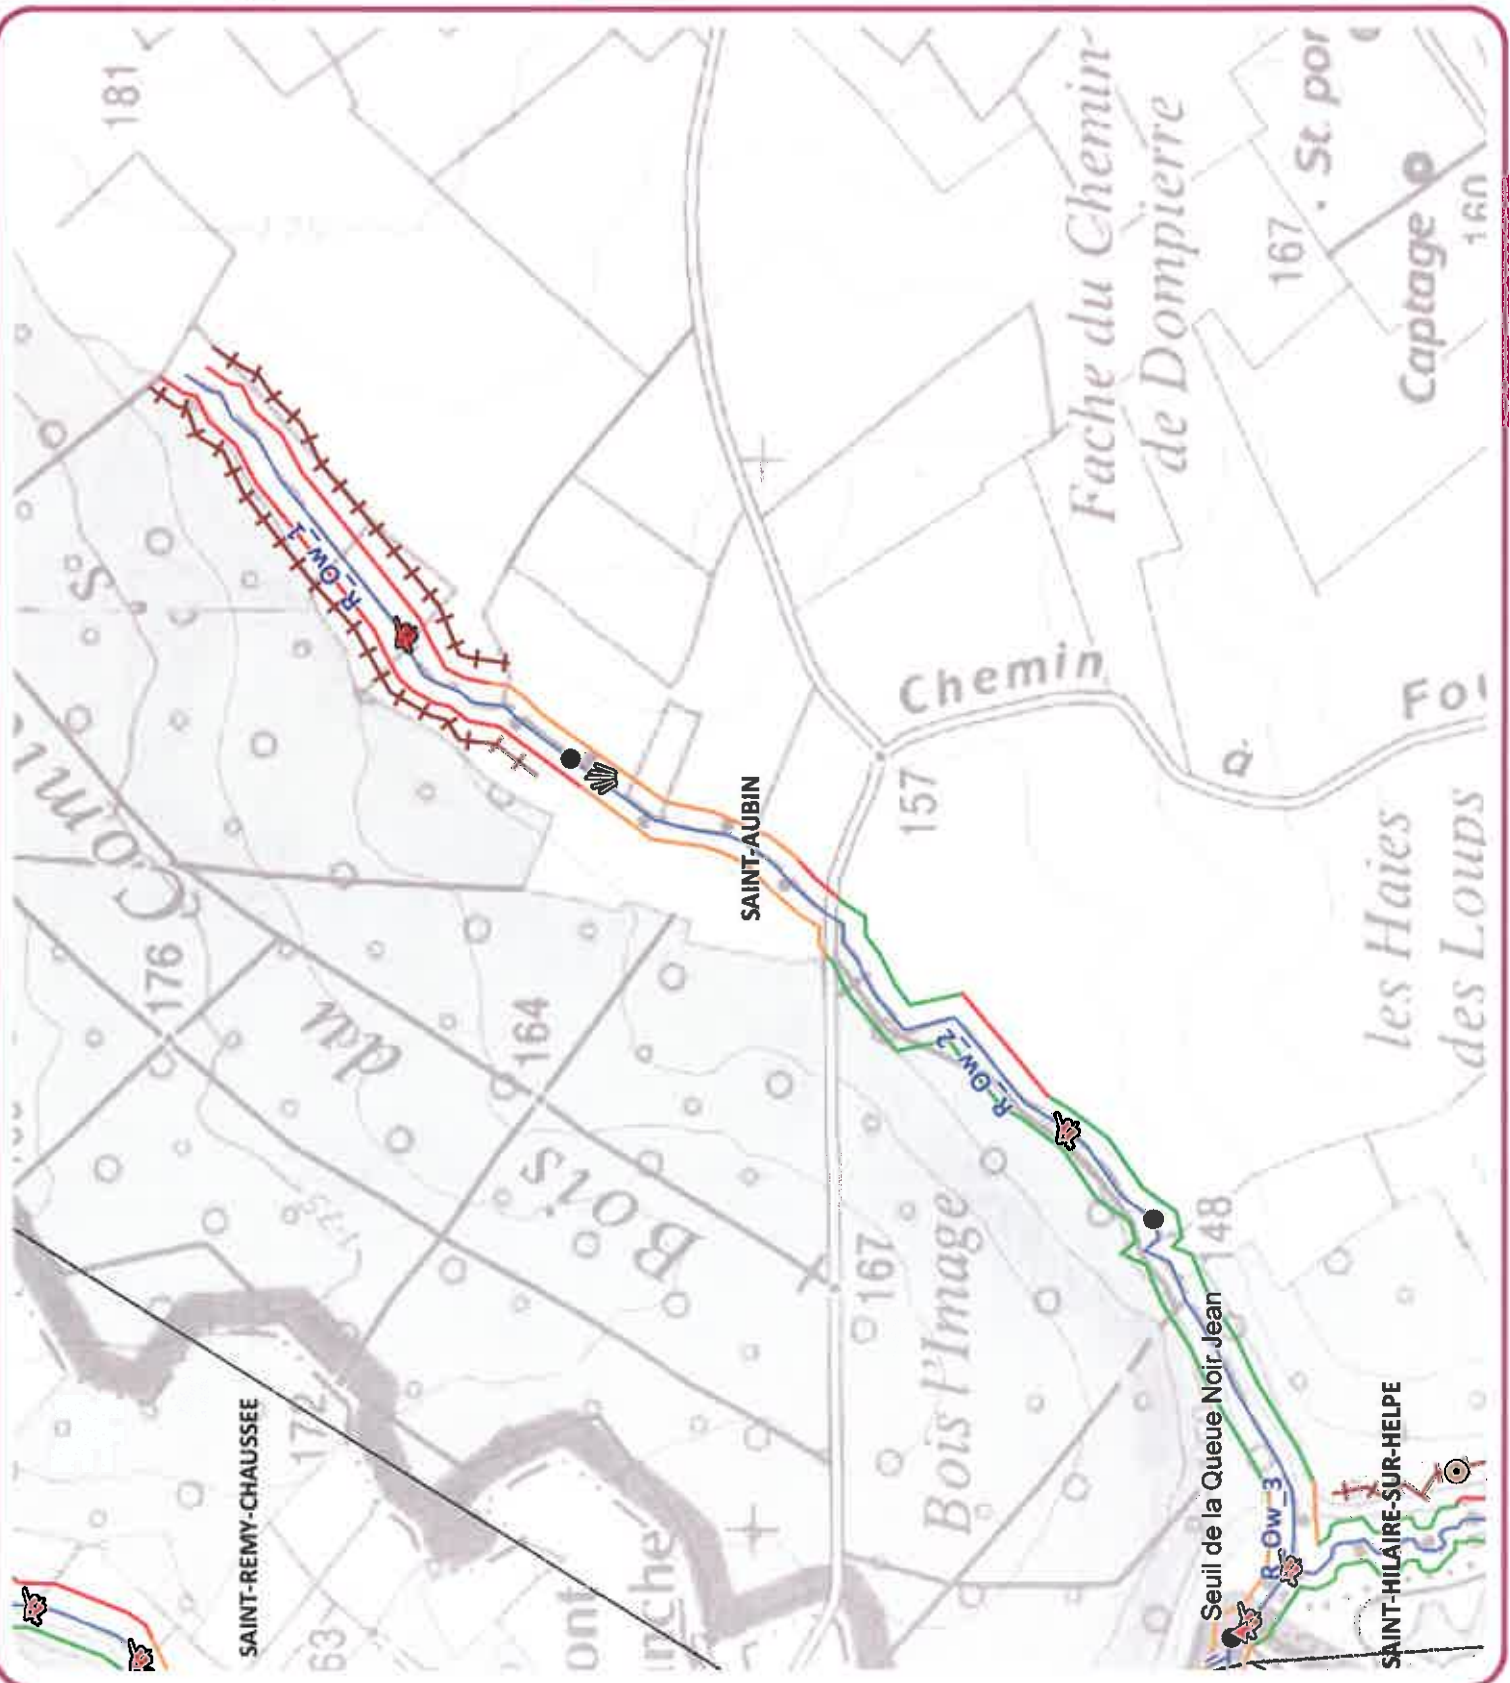 181
Fache du Chemin
de Dompierre
167
St. por
Captage
160
R_Ow_1
Chemin
Fo
157
SAINT-AUBIN
les Haies
des Loups
176
du
164
Bois
R_Ow_2
148
167
Bois l'Image
Seuil de la Queue Noir Jean
SAINT-REMY-CHAUSSEE
172
63
ont
nche
R_Ow_3
SAINT-HILAIRE-SUR-HELPE